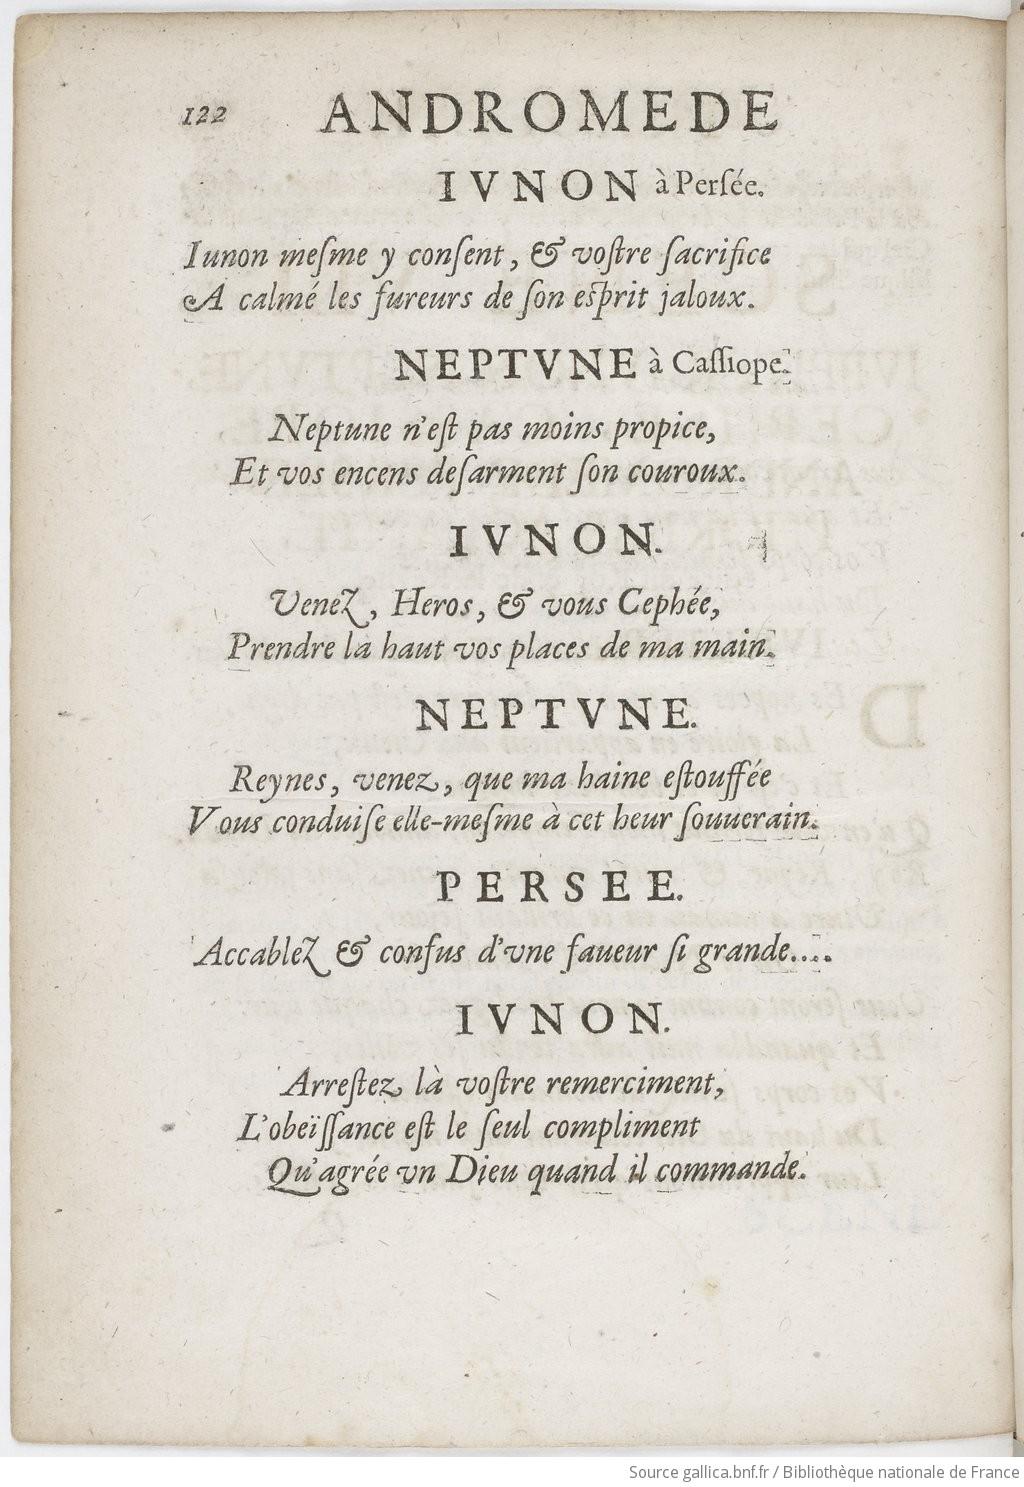 122 ANDROMEDE
IVNON à Perſée.
Iunon meſme y conſent, & voſtre ſacrifice
A calmé les fureurs de ſon eſprit jaloux.
NEPTVNE à Caſſiope.
Neptune n'eſt pas moins propice,
Et vos encens deſarment ſon couroux.
IVNON.
Venez, Heros, & vous Cephée,
Prendre la haut vos places de ma main.
NEPTVNE.
Reynes, venez, que ma haine eſtouffée
Vous conduiſe elle-meſme à cet heur ſouuerain.
PERSEE.
Accablez & confus d'vne faueur ſi grande....
IVNON.
Arreſtez là voſtre remerciment,
L'obeïſſance eſt le ſeul compliment
Qu'agrée vn Dieu quand il commande.
Source gallica.bnf.fr / Bibliothèque nationale de France